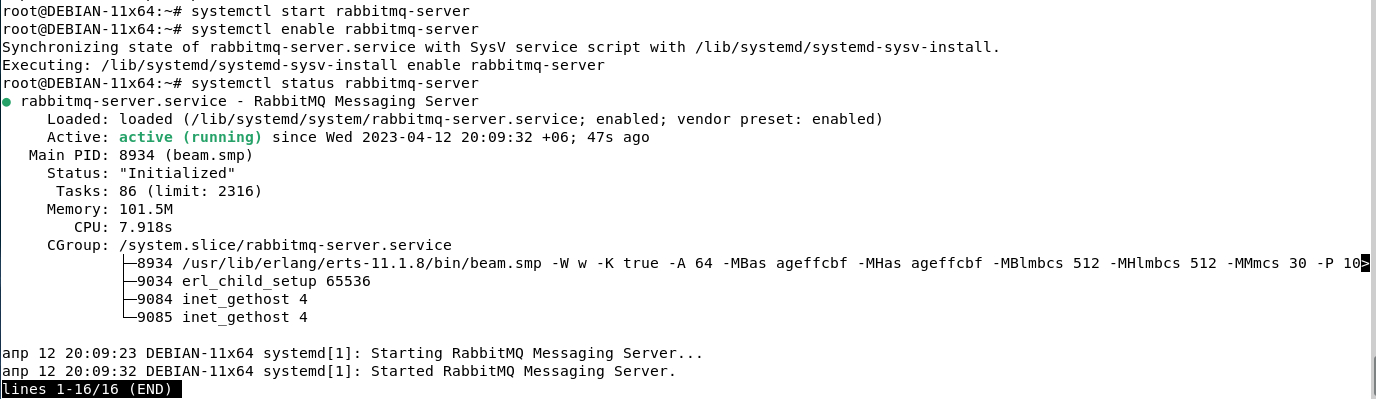 root@DEBIAN-11x64:~# systemctl start rabbitmq-server
root@DEBIAN-11x64:~# systemctl enable rabbitmq-server
Synchronizing state of rabbitmq-server.service with SysV service script with /lib/systemd/systemd-sysv-install.
Executing: /lib/systemd/systemd-sysv-install enable rabbitmq-server
root@DEBIAN-11x64:~# systemctl status rabbitmq-server
● rabbitmq-server.service - RabbitMQ Messaging Server
     Loaded: loaded (/lib/systemd/system/rabbitmq-server.service; enabled; vendor preset: enabled)
     Active: active (running) since Wed 2023-04-12 20:09:32 +06; 47s ago
   Main PID: 8934 (beam.smp)
     Status: "Initialized"
      Tasks: 86 (limit: 2316)
     Memory: 101.5M
        CPU: 7.918s
     CGroup: /system.slice/rabbitmq-server.service
             ├─8934 /usr/lib/erlang/erts-11.1.8/bin/beam.smp -W w -K true -A 64 -MBas ageffcbf -MHas ageffcbf -MBlmbcs 512 -MHlmbcs 512 -MMmcs 30 -P 10>
             ├─9034 erl_child_setup 65536
             ├─9084 inet_gethost 4
             └─9085 inet_gethost 4
апр 12 20:09:23 DEBIAN-11x64 systemd[1]: Starting RabbitMQ Messaging Server...
апр 12 20:09:32 DEBIAN-11x64 systemd[1]: Started RabbitMQ Messaging Server.
lines 1-16/16 (END)